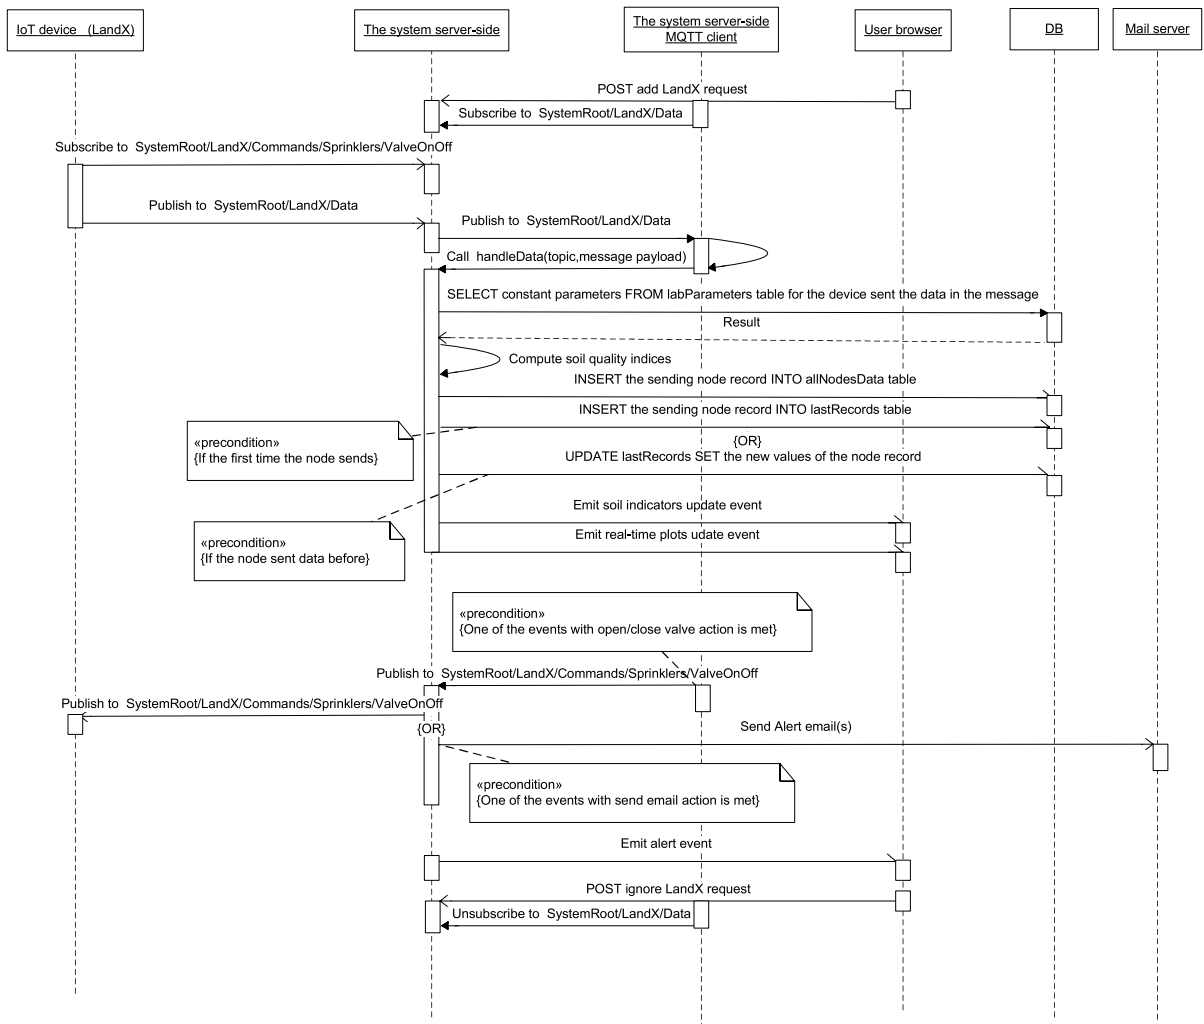 IoT device (LandX)
The system server-side
The system server-side
MQTT client
User browser
DB
Mail server
POST add LandX request
Subscribe to SystemRoot/LandX/Data
Subscribe to SystemRoot/LandX/Commands/Sprinklers/ValveOnOff
Publish to SystemRoot/LandX/Data
Publish to SystemRoot/LandX/Data
Call handleData(topic,message payload)
SELECT constant parameters FROM labParameters table for the device sent the data in the message
Result
Compute soil quality indices
INSERT the sending node record INTO allNodesData table
INSERT the sending node record INTO lastRecords table
«precondition»
{If the first time the node sends}
{OR}
UPDATE lastRecords SET the new values of the node record
Emit soil indicators update event
Emit real-time plots udate event
«precondition»
{If the node sent data before}
«precondition»
{One of the events with open/close valve action is met}
Publish to SystemRoot/LandX/Commands/Sprinklers/ValveOnOff
Publish to SystemRoot/LandX/Commands/Sprinklers/ValveOnOff
{OR}
Send Alert email(s)
«precondition»
{One of the events with send email action is met}
Emit alert event
POST ignore LandX request
Unsubscribe to SystemRoot/LandX/Data